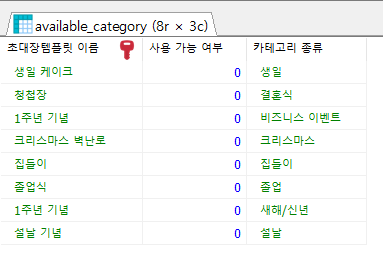 available_category (8r × 3c)
초대장템플릿 이름 사용 가능 여부 카테고리 종류
생일 케이크 0 생일
청첩장 0 결혼식
1주년 기념 0 비즈니스 이벤트
크리스마스 벽난로 0 크리스마스
집들이 0 집들이
졸업식 0 졸업
1주년 기념 0 새해/신년
설날 기념 0 설날